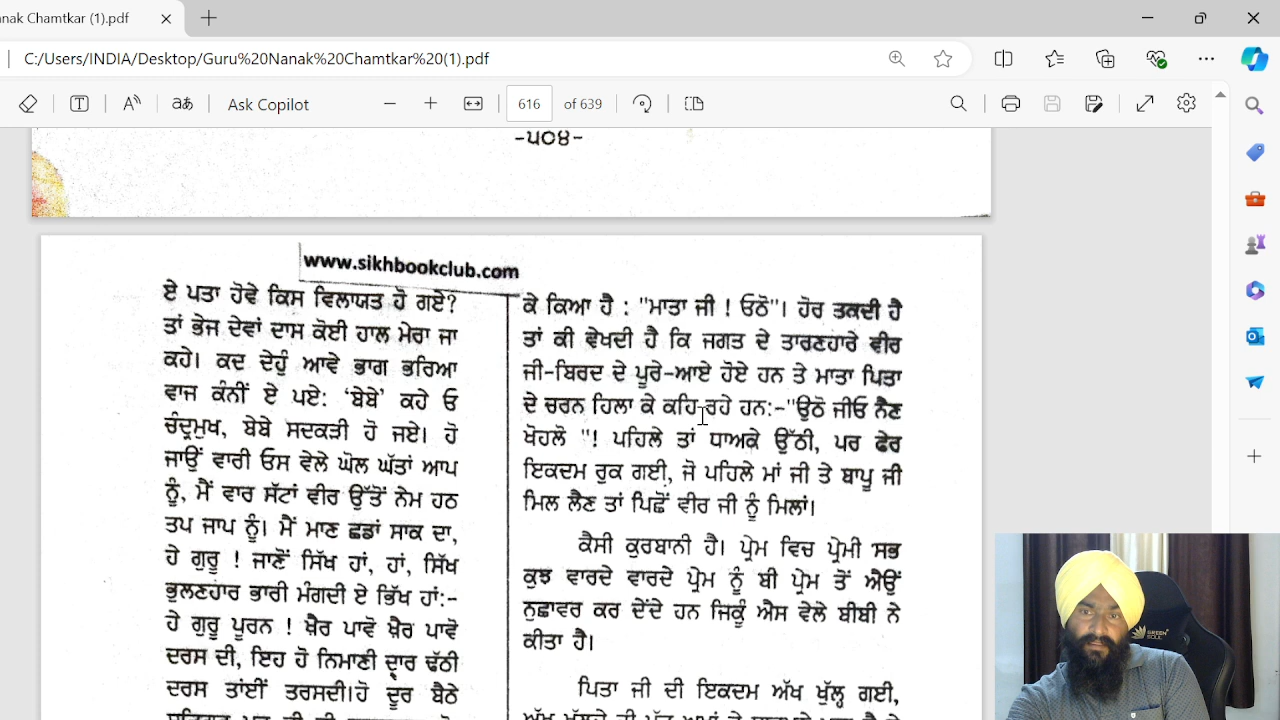 nak Chamtkar (1).pdf
C:/Users/INDIA/Desktop/Guru%20Nanak%20Chamtkar%20(1).pdf
Ask Copilot
616 of 639
-੫੦੪-
www.sikhbookclub.com
ਏ ਪਤਾ ਹੋਵੇ ਕਿਸ ਵਿਲਾਯਤ ਹੋ ਗਏ?
ਤਾਂ ਭੇਜ ਦੇਵਾਂ ਦਾਸ ਕੋਈ ਹਾਲ ਮੇਰਾ ਜਾ
ਕਹੇ। ਕਦ ਦੇਹੁੰ ਆਵੇ ਭਾਗ ਭਰਿਆ
ਵਾਜ ਕੰਨੀਂ ਏ ਪਏ: 'ਬੇਬੇ' ਕਹੇ ਓ
ਚੰਦ੍ਰਮੁਖ, ਬੇਬੇ ਸਦਕੜੀ ਹੋ ਜਏ। ਹੋ
ਜਾਉਂ ਵਾਰੀ ਓਸ ਵੇਲੇ ਘੋਲ ਘੱਤਾਂ ਆਪ
ਨੂੰ, ਮੈਂ ਵਾਰ ਸੱਟਾਂ ਵੀਰ ਉੱਤੋਂ ਨੇਮ ਹਠ
ਤਪ ਜਾਪ ਨੂੰ। ਮੈਂ ਮਾਣ ਛਡਾਂ ਸਾਕ ਦਾ,
ਹੇ ਗੁਰੂ ! ਜਾਣੋਂ ਸਿੱਖ ਹਾਂ, ਹਾਂ, ਸਿੱਖ
ਭੁਲਣਹਾਰ ਭਾਰੀ ਮੰਗਦੀ ਏ ਭਿੱਖ ਹਾਂ:-
ਹੇ ਗੁਰੂ ਪੂਰਨ ! ਖ਼ੈਰ ਪਾਵੋ ਖ਼ੈਰ ਪਾਵੋ
ਦਰਸ ਦੀ, ਇਹ ਹੋ ਨਿਮਾਣੀ ਦ੍ਵਾਰ ਢੱਠੀ
ਦਰਸ ਤਾਂਈਂ ਤਰਸਦੀ।ਹੋ ਦੂਰ ਬੈਠੇ
ਕੇ ਕਿਆ ਹੈ : "ਮਾਤਾ ਜੀ ! ਓਠੋ"। ਹੋਰ ਤਕਦੀ ਹੈ
ਤਾਂ ਕੀ ਵੇਖਦੀ ਹੈ ਕਿ ਜਗਤ ਦੇ ਤਾਰਣਹਾਰੇ ਵੀਰ
ਜੀ-ਬਿਰਦ ਦੇ ਪੂਰੇ-ਆਏ ਹੋਏ ਹਨ ਤੇ ਮਾਤਾ ਪਿਤਾ
ਦੇ ਚਰਨ ਹਿਲਾ ਕੇ ਕਹਿ ਰਹੇ ਹਨ:-"ਉਠੋ ਜੀਓ ਨੈਣ
ਖੋਹਲੋ "! ਪਹਿਲੇ ਤਾਂ ਧਾਅਕੇ ਉੱਠੀ, ਪਰ ਫੇਰ
ਇਕਦਮ ਰੁਕ ਗਈ, ਜੋ ਪਹਿਲੇ ਮਾਂ ਜੀ ਤੇ ਬਾਪੂ ਜੀ
ਮਿਲ ਲੈਣ ਤਾਂ ਪਿਛੋਂ ਵੀਰ ਜੀ ਨੂੰ ਮਿਲਾਂ।
ਕੈਸੀ ਕੁਰਬਾਨੀ ਹੈ। ਪ੍ਰੇਮ ਵਿਚ ਪ੍ਰੇਮੀ ਸਭ
ਕੁਝ ਵਾਰਦੇ ਵਾਰਦੇ ਪ੍ਰੇਮ ਨੂੰ ਬੀ ਪ੍ਰੇਮ ਤੋਂ ਐਉਂ
ਨੁਛਾਵਰ ਕਰ ਦੇਂਦੇ ਹਨ ਜਿਕੂੰ ਐਸ ਵੇਲੇ ਬੀਬੀ ਨੇ
ਕੀਤਾ ਹੈ।
ਪਿਤਾ ਜੀ ਦੀ ਇਕਦਮ ਅੱਖ ਖੁੱਲ੍ਹ ਗਈ,